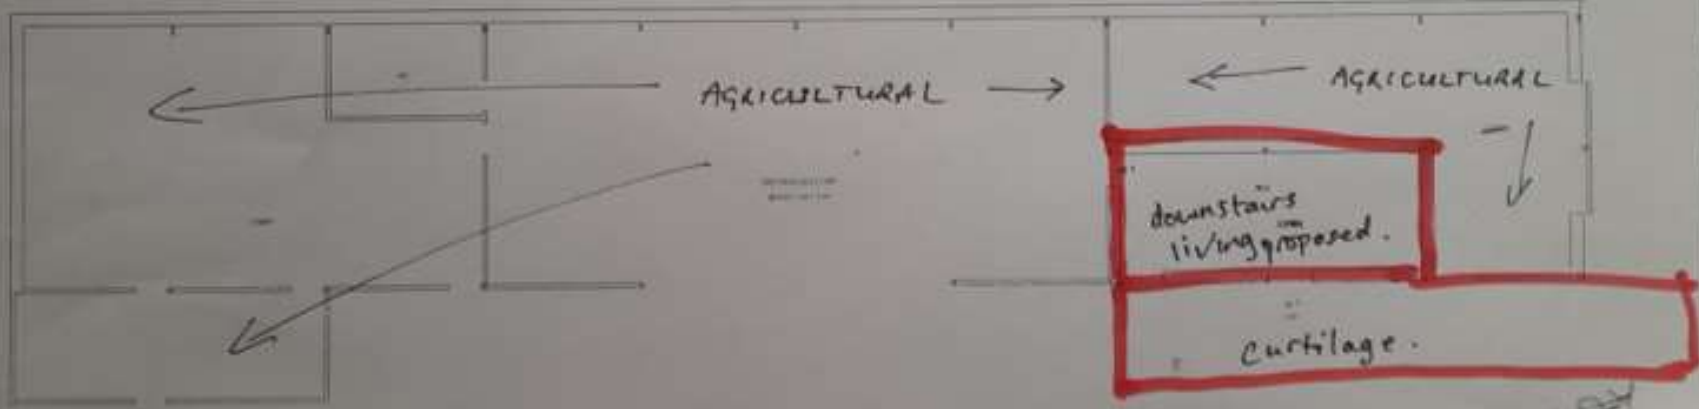 AGRICULTURAL
AGRICULTURAL
downstairs
living proposed.
curtilage.